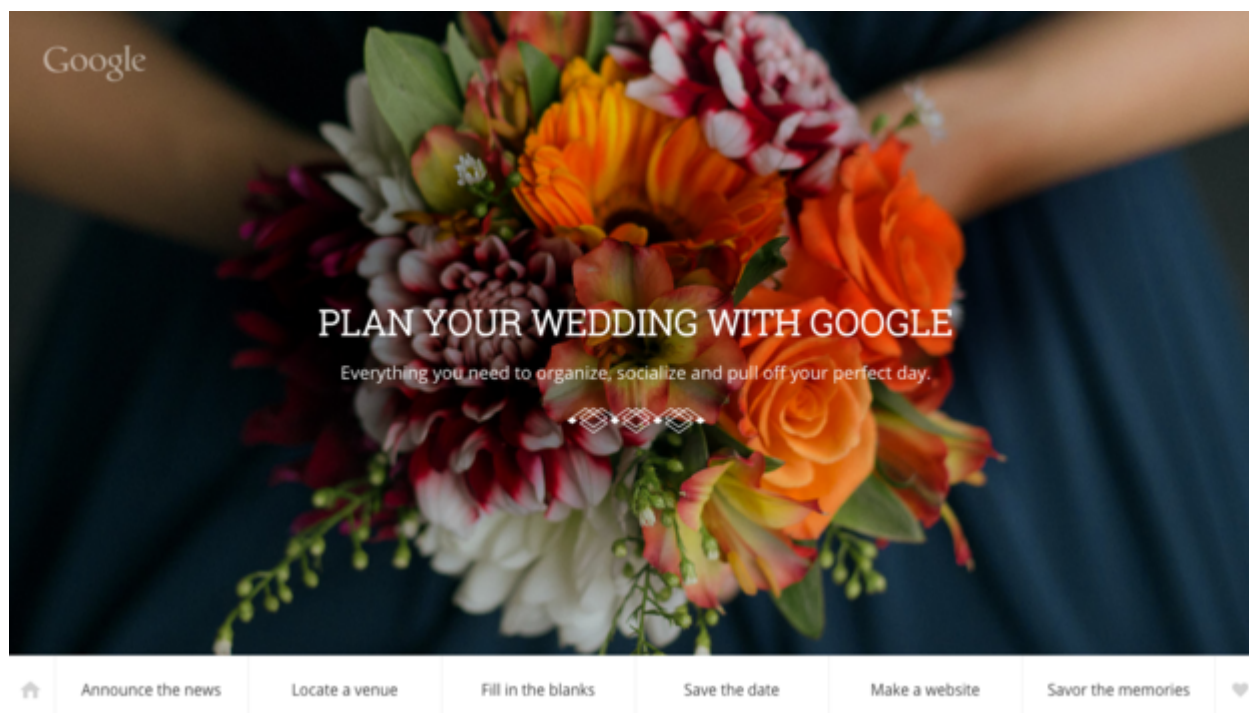 Google
PLAN YOUR WEDDING WITH GOOGLE
Everything you need to organize, socialize and pull off your perfect day.
Announce the news
Locate a venue
Fill in the blanks
Save the date
Make a website
Savor the memories